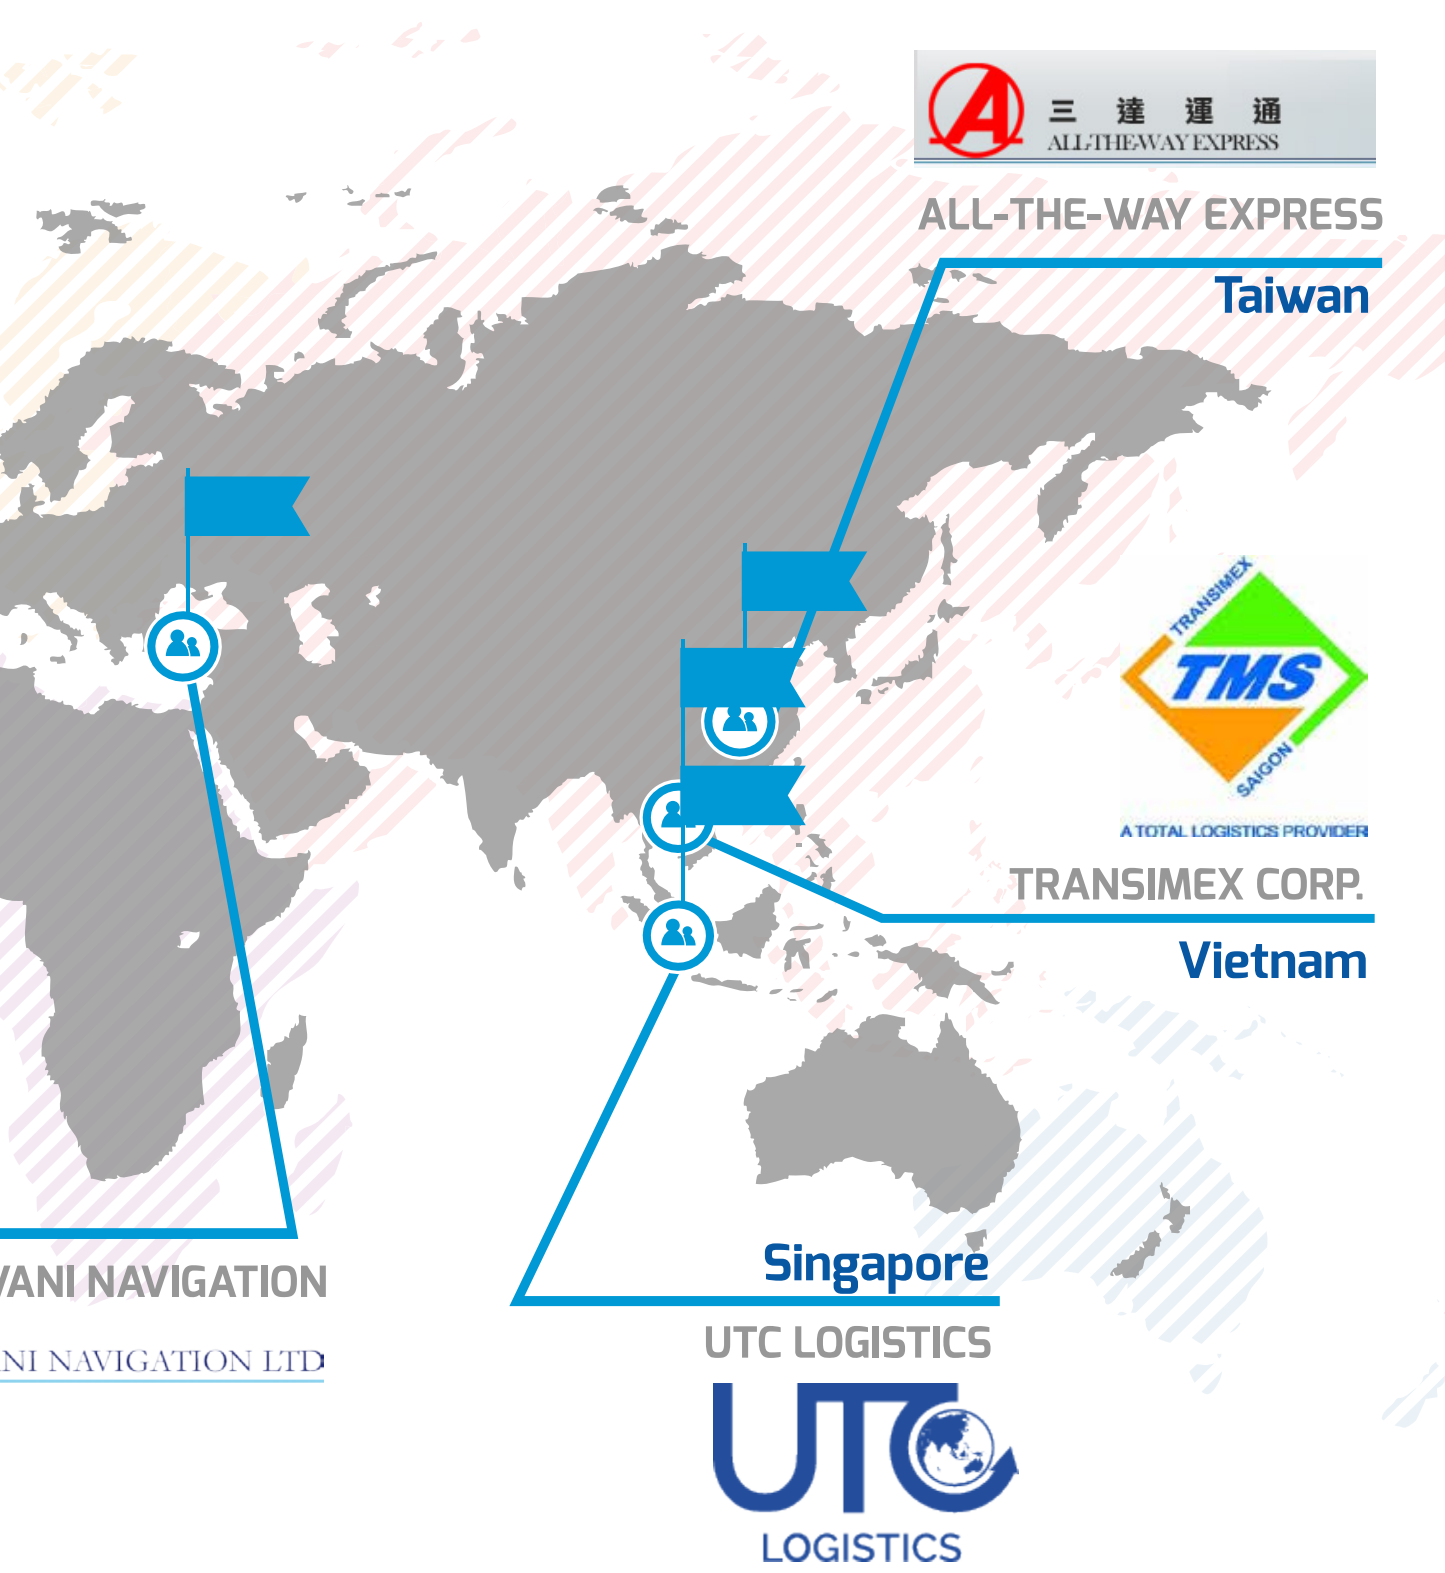 三達運通
ALL-THE-WAY EXPRESS
ALL-THE-WAY EXPRESS
Taiwan
TRANSIMEX
TMS
SAIGON
A TOTAL LOGISTICS PROVIDER
TRANSIMEX CORP.
Vietnam
Singapore
VANI NAVIGATION
UTC LOGISTICS
NI NAVIGATION LTD
UTC
LOGISTICS